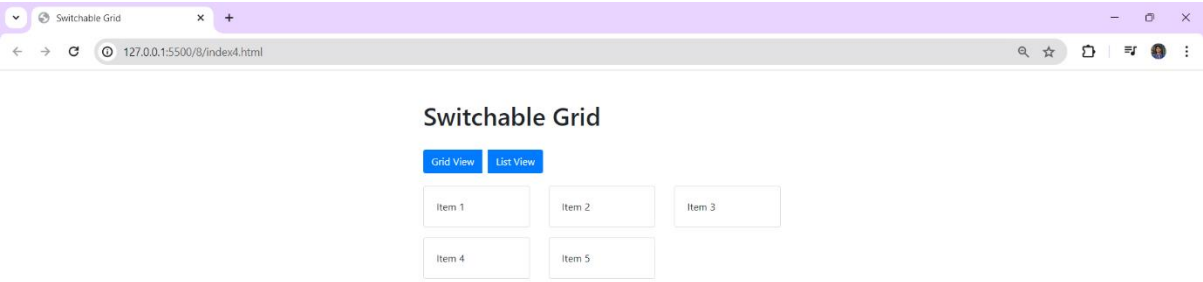 Switchable Grid
127.0.0.1:5500/8/index4.html
Switchable Grid
Grid View List View
Item 1 Item 2 Item 3
Item 4 Item 5